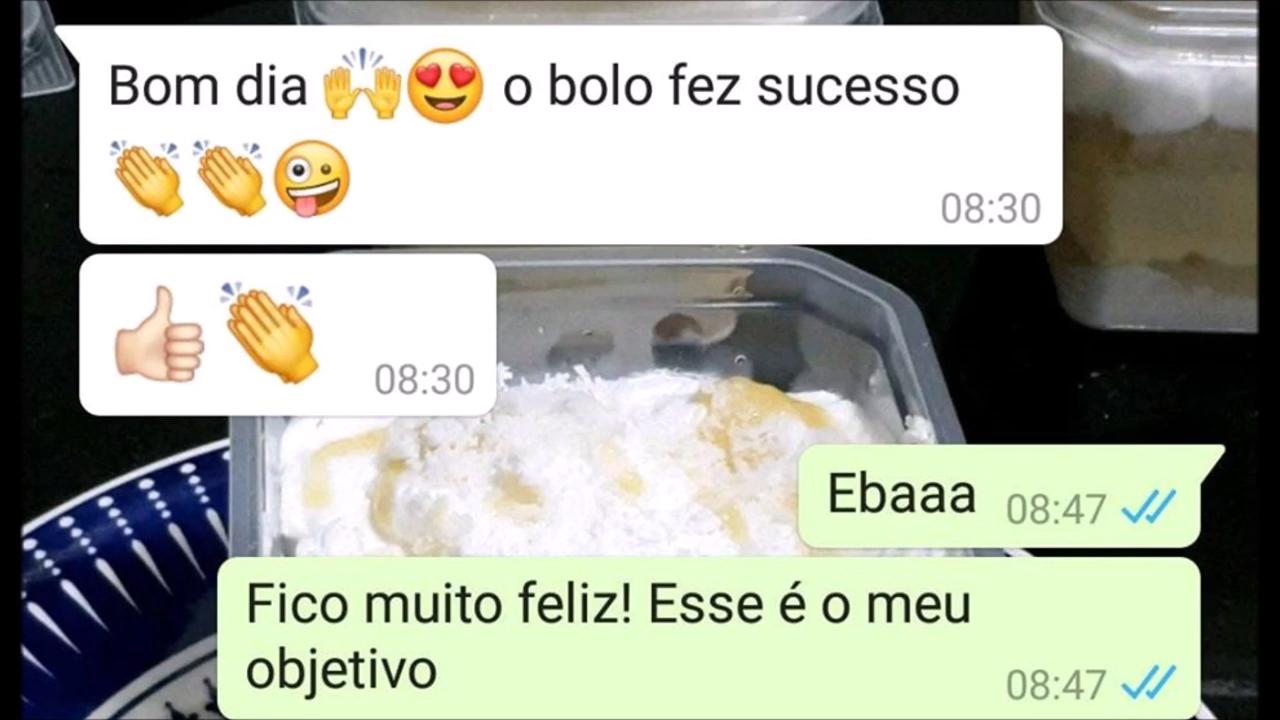 Bom dia 🙌😍 o bolo fez sucesso
👏👏🤪
08:30
👍🏻👏 08:30
Ebaaa 08:47
Fico muito feliz! Esse é o meu
objetivo 08:47